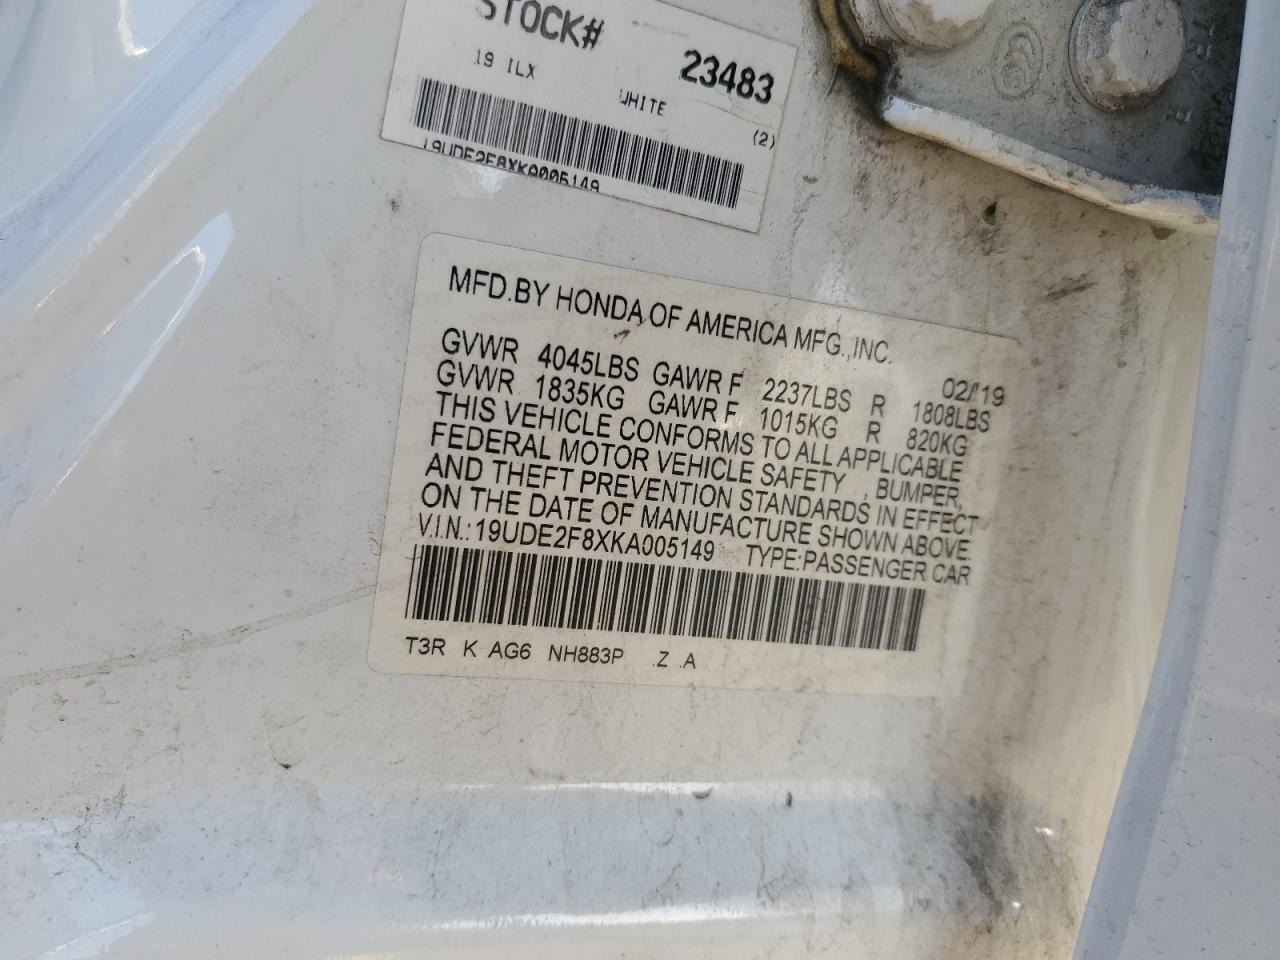 STOCK# 23483
19 ILX WHITE (2)
19UDE2F8XKA005149
MFD.BY HONDA OF AMERICA MFG.,INC.
02/'19
GVWR 4045LBS GAWR F 2237LBS R 1808LBS
GVWR 1835KG GAWR F 1015KG R 820KG
THIS VEHICLE CONFORMS TO ALL APPLICABLE
FEDERAL MOTOR VEHICLE SAFETY , BUMPER,
AND THEFT PREVENTION STANDARDS IN EFFECT
ON THE DATE OF MANUFACTURE SHOWN ABOVE.
V.I.N.: 19UDE2F8XKA005149 TYPE:PASSENGER CAR
T3R K AG6 NH883P .Z .A